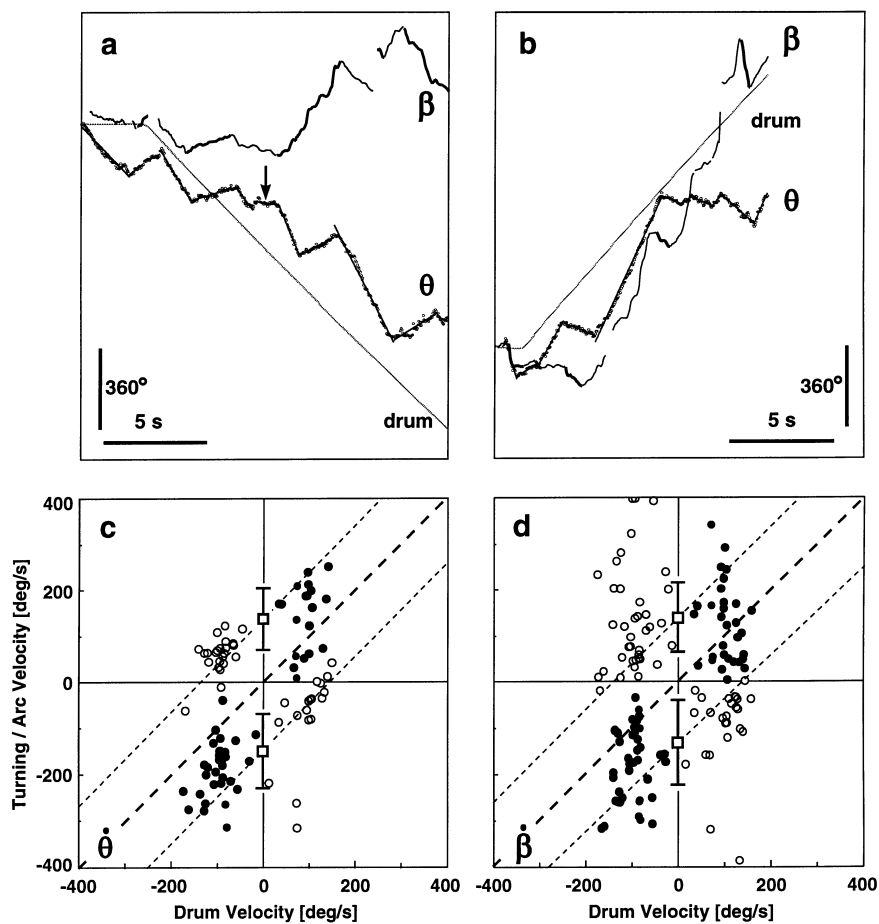 a
β
θ
360°
5 s
drum
b
β
drum
θ
360°
5 s
c
Turning / Arc Velocity [deg/s]
400
200
0
-200
-400
θ̇
-400 -200 0 200 400
Drum Velocity [deg/s]
d
β̇
-400 -200 0 200 400
Drum Velocity [deg/s]